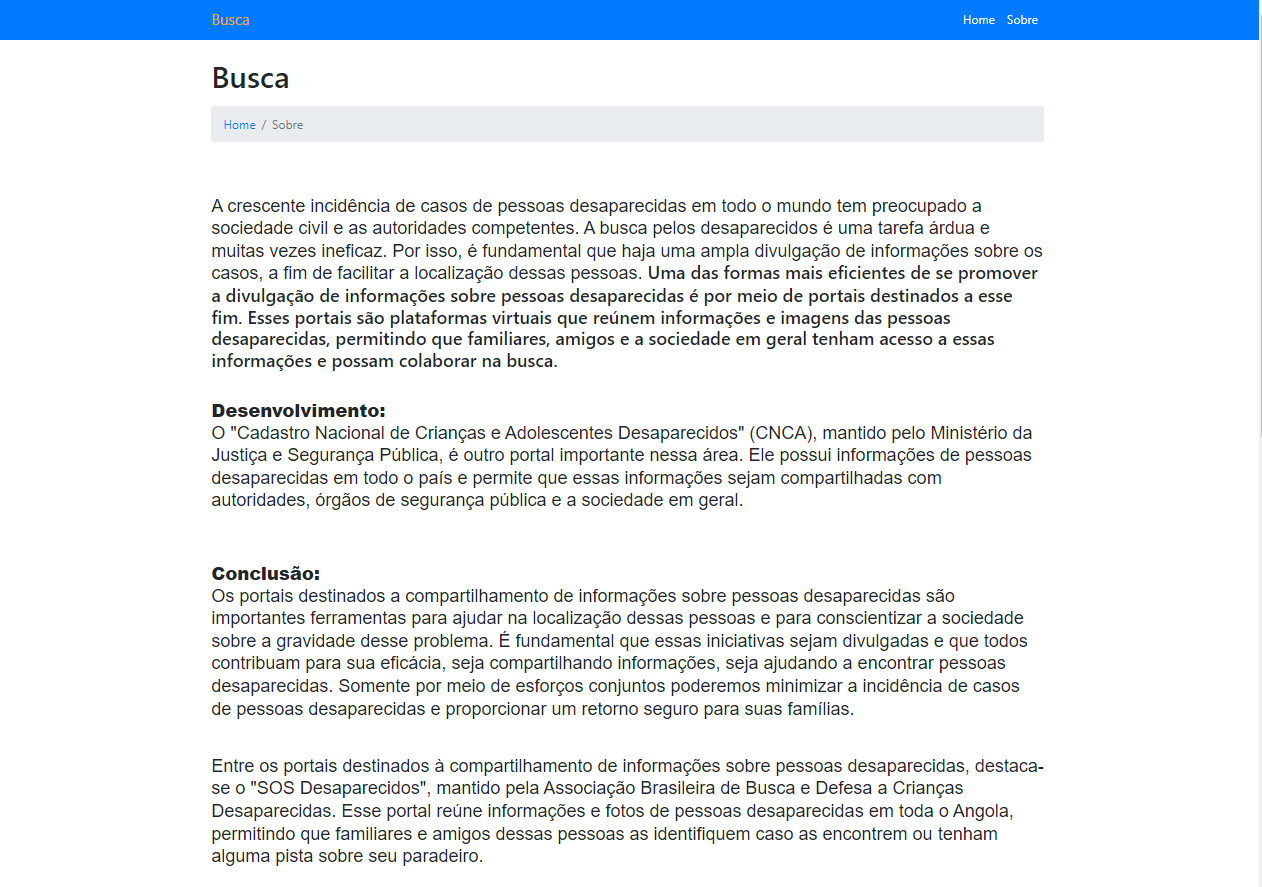 Busca
Home Sobre
Busca
Home / Sobre
A crescente incidência de casos de pessoas desaparecidas em todo o mundo tem preocupado a
sociedade civil e as autoridades competentes. A busca pelos desaparecidos é uma tarefa árdua e
muitas vezes ineficaz. Por isso, é fundamental que haja uma ampla divulgação de informações sobre os
casos, a fim de facilitar a localização dessas pessoas. Uma das formas mais eficientes de se promover
a divulgação de informações sobre pessoas desaparecidas é por meio de portais destinados a esse
fim. Esses portais são plataformas virtuais que reúnem informações e imagens das pessoas
desaparecidas, permitindo que familiares, amigos e a sociedade em geral tenham acesso a essas
informações e possam colaborar na busca.
Desenvolvimento:
O "Cadastro Nacional de Crianças e Adolescentes Desaparecidos" (CNCA), mantido pelo Ministério da
Justiça e Segurança Pública, é outro portal importante nessa área. Ele possui informações de pessoas
desaparecidas em todo o país e permite que essas informações sejam compartilhadas com
autoridades, órgãos de segurança pública e a sociedade em geral.
Conclusão:
Os portais destinados a compartilhamento de informações sobre pessoas desaparecidas são
importantes ferramentas para ajudar na localização dessas pessoas e para conscientizar a sociedade
sobre a gravidade desse problema. É fundamental que essas iniciativas sejam divulgadas e que todos
contribuam para sua eficácia, seja compartilhando informações, seja ajudando a encontrar pessoas
desaparecidas. Somente por meio de esforços conjuntos poderemos minimizar a incidência de casos
de pessoas desaparecidas e proporcionar um retorno seguro para suas famílias.
Entre os portais destinados à compartilhamento de informações sobre pessoas desaparecidas, destaca-
se o "SOS Desaparecidos", mantido pela Associação Brasileira de Busca e Defesa a Crianças
Desaparecidas. Esse portal reúne informações e fotos de pessoas desaparecidas em toda o Angola,
permitindo que familiares e amigos dessas pessoas as identifiquem caso as encontrem ou tenham
alguma pista sobre seu paradeiro.